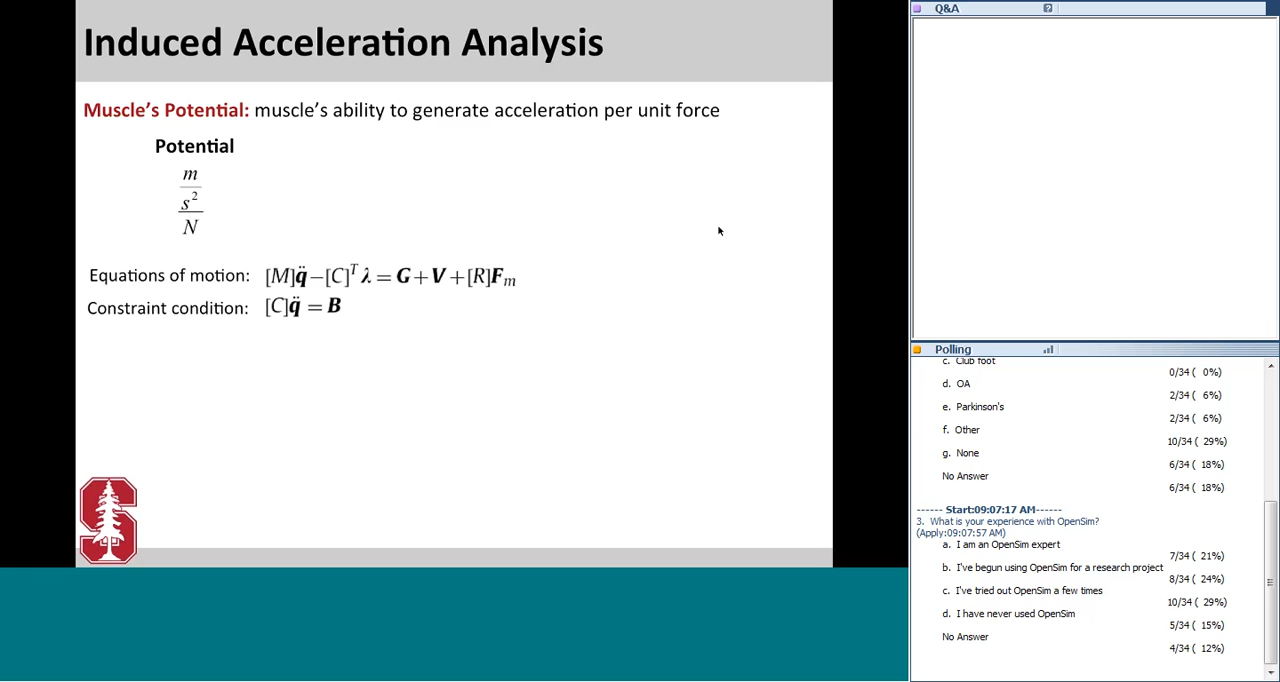 Induced Acceleration Analysis
Muscle's Potential: muscle's ability to generate acceleration per unit force
Potential
m
s²
N
Equations of motion: [M]q̈ − [C]ᵀ λ = G + V + [R]Fₘ
Constraint condition: [C]q̈ = B
S
Q&A
?
Polling
c. Club foot
0/34 ( 0%)
d. OA
2/34 ( 6%)
e. Parkinson's
2/34 ( 6%)
f. Other
10/34 ( 29%)
g. None
6/34 ( 18%)
No Answer
6/34 ( 18%)
------ Start:09:07:17 AM------
3. What is your experience with OpenSim?
(Apply:09:07:57 AM)
a. I am an OpenSim expert
7/34 ( 21%)
b. I've begun using OpenSim for a research project
8/34 ( 24%)
c. I've tried out OpenSim a few times
10/34 ( 29%)
d. I have never used OpenSim
5/34 ( 15%)
No Answer
4/34 ( 12%)